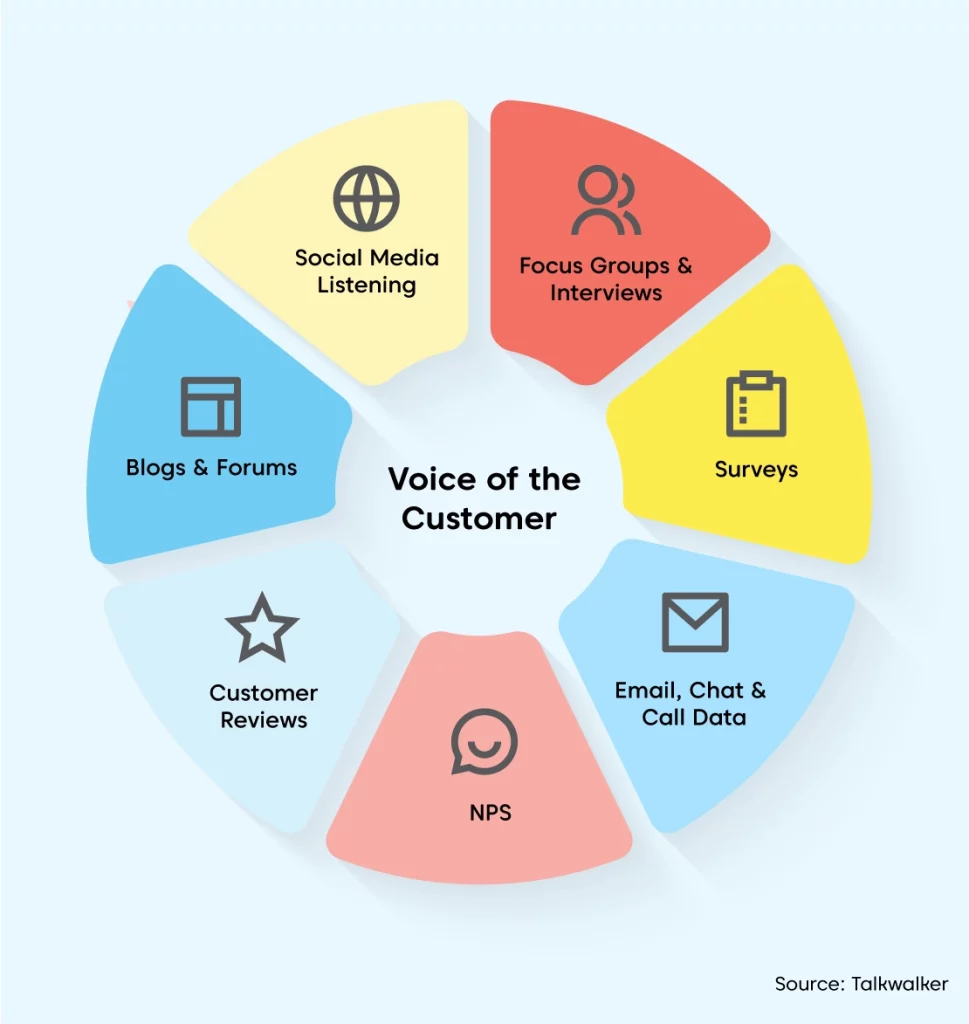 Social Media
Listening
Focus Groups &
Interviews
Blogs & Forums
Surveys
Voice of the
Customer
Customer
Reviews
Email, Chat &
Call Data
NPS
Source: Talkwalker